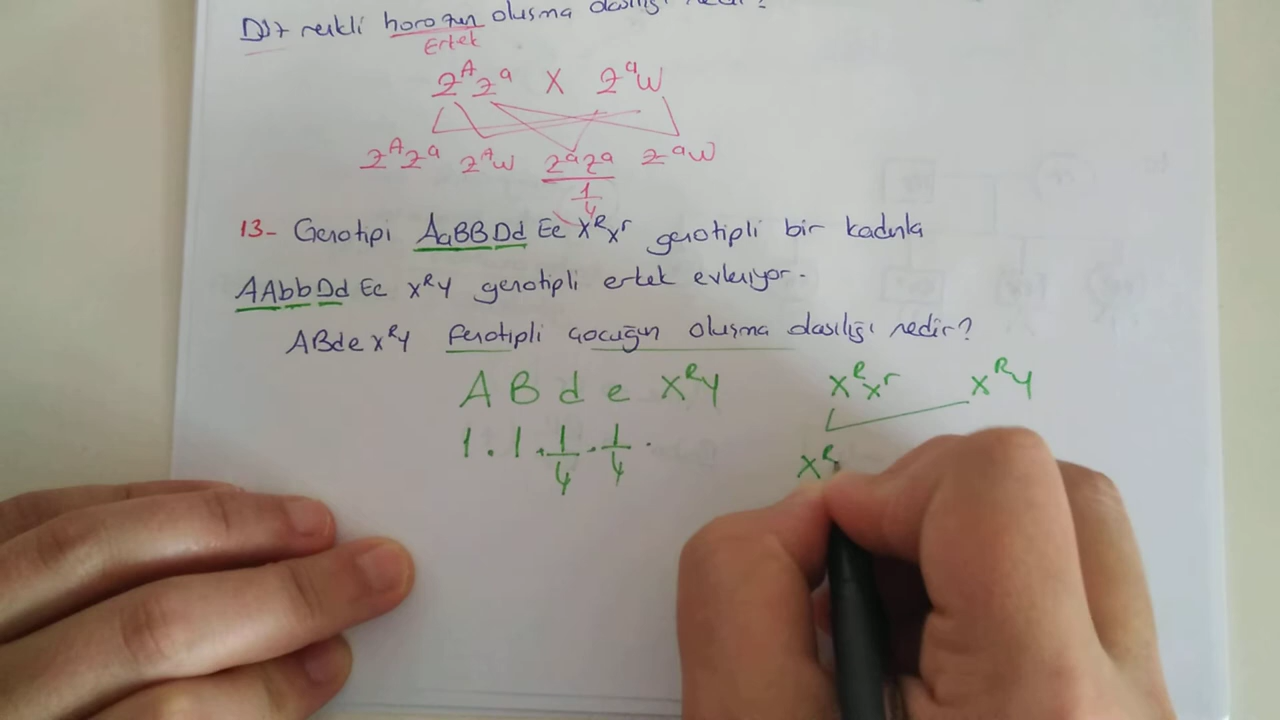 renkli horozun oluşma olasılığı nedir?
Erkek
Z^A Z^a X Z^a W
Z^A Z^a Z^A W Z^a Z^a Z^a W
1/4
13- Genotipi AaBBDd Ee X^R X^r genotipli bir kadınla
AAbbDd Ee X^R Y genotipli erkek evleniyor.
ABde X^R Y fenotipli çocuğun oluşma olasılığı nedir?
A B d e X^R Y X^R X^r X^R Y
1 . 1 . 1/4 . 1/4 . X^R